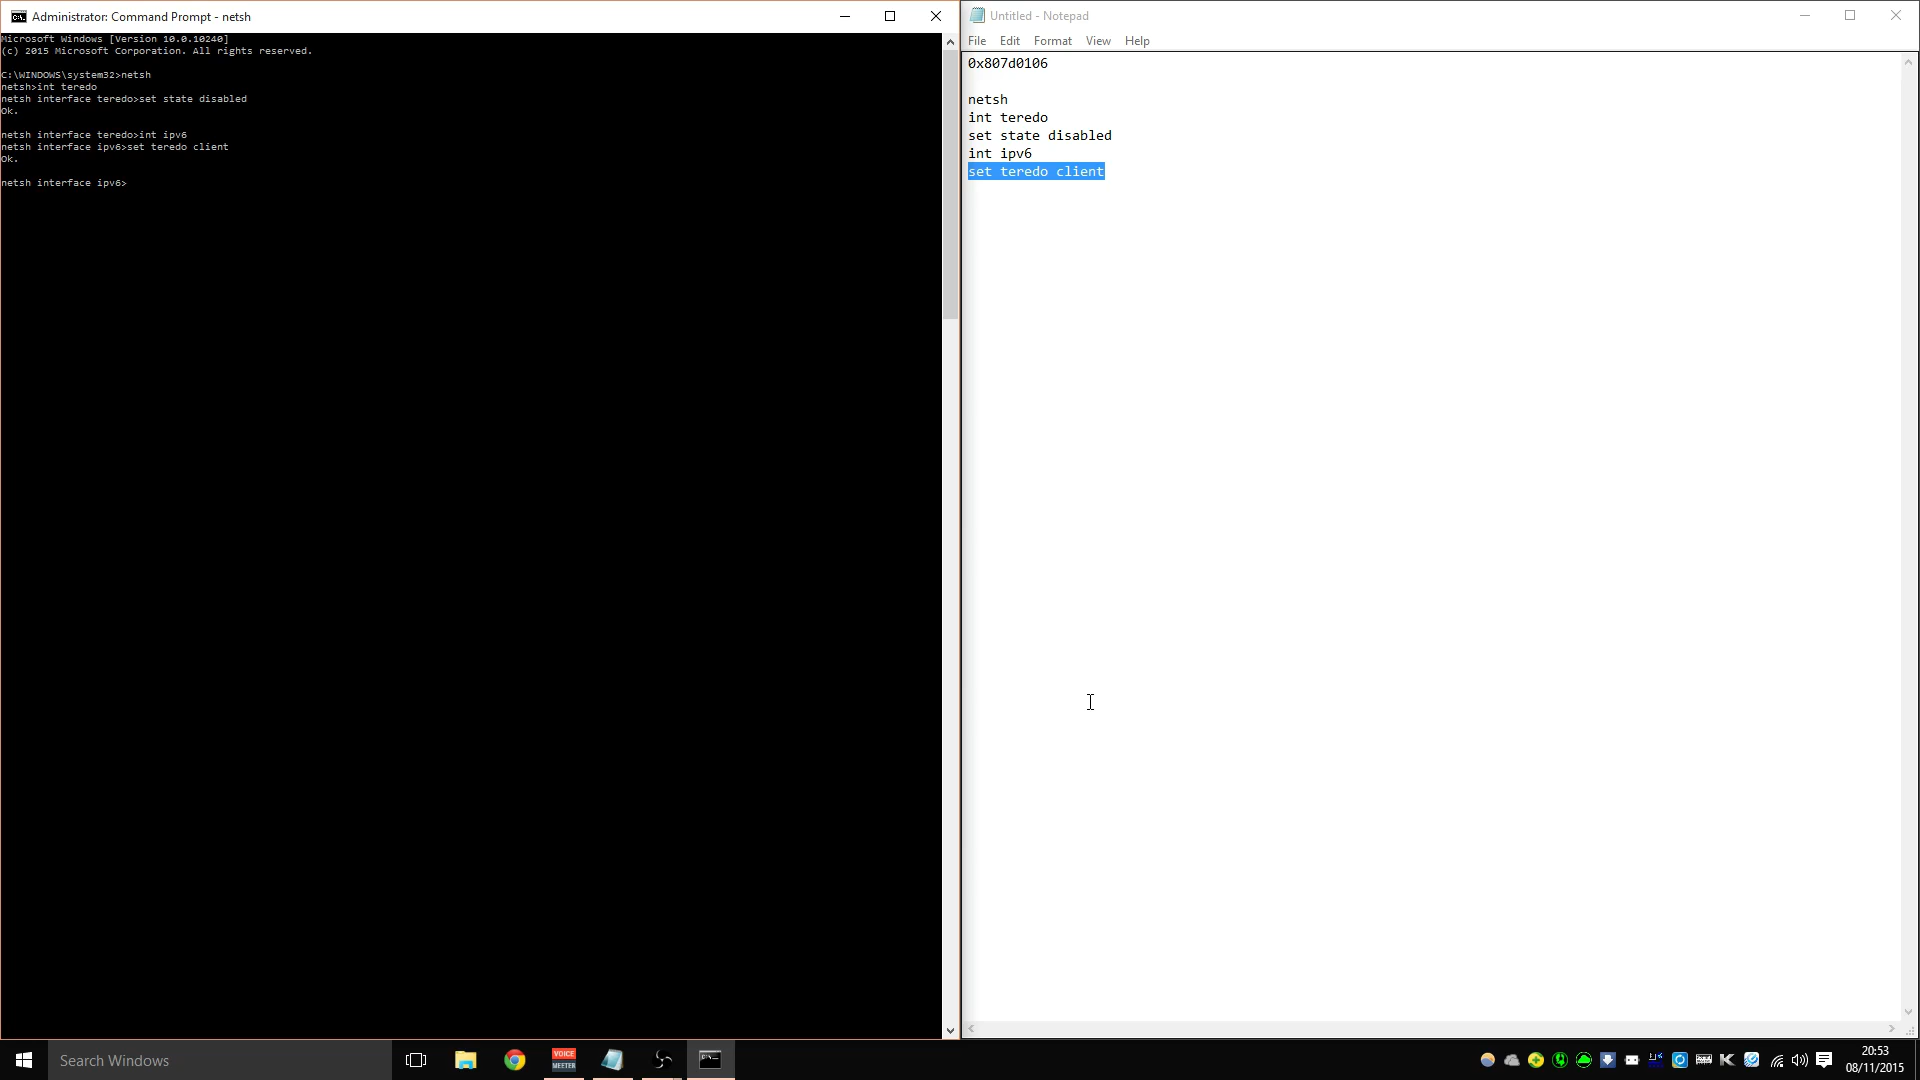 Administrator: Command Prompt - netsh
Microsoft Windows [Version 10.0.10240]
(c) 2015 Microsoft Corporation. All rights reserved.
C:\WINDOWS\system32>netsh
netsh>int teredo
netsh interface teredo>set state disabled
Ok.
netsh interface teredo>int ipv6
netsh interface ipv6>set teredo client
Ok.
netsh interface ipv6>
Untitled - Notepad
File Edit Format View Help
0x807d0106
netsh
int teredo
set state disabled
int ipv6
set teredo client
Search Windows
VOICE
MEETER
20:53
08/11/2015